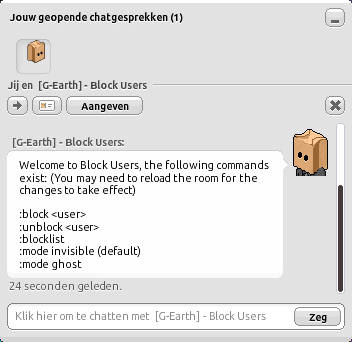 Jouw geopende chatgesprekken (1)
Jij en [G-Earth] - Block Users
Aangeven
[G-Earth] - Block Users:
Welcome to Block Users, the following commands
exist: (You may need to reload the room for the
changes to take effect)
:block <user>
:unblock <user>
:blocklist
:mode invisible (default)
:mode ghost
24 seconden geleden.
Klik hier om te chatten met [G-Earth] - Block Users
Zeg